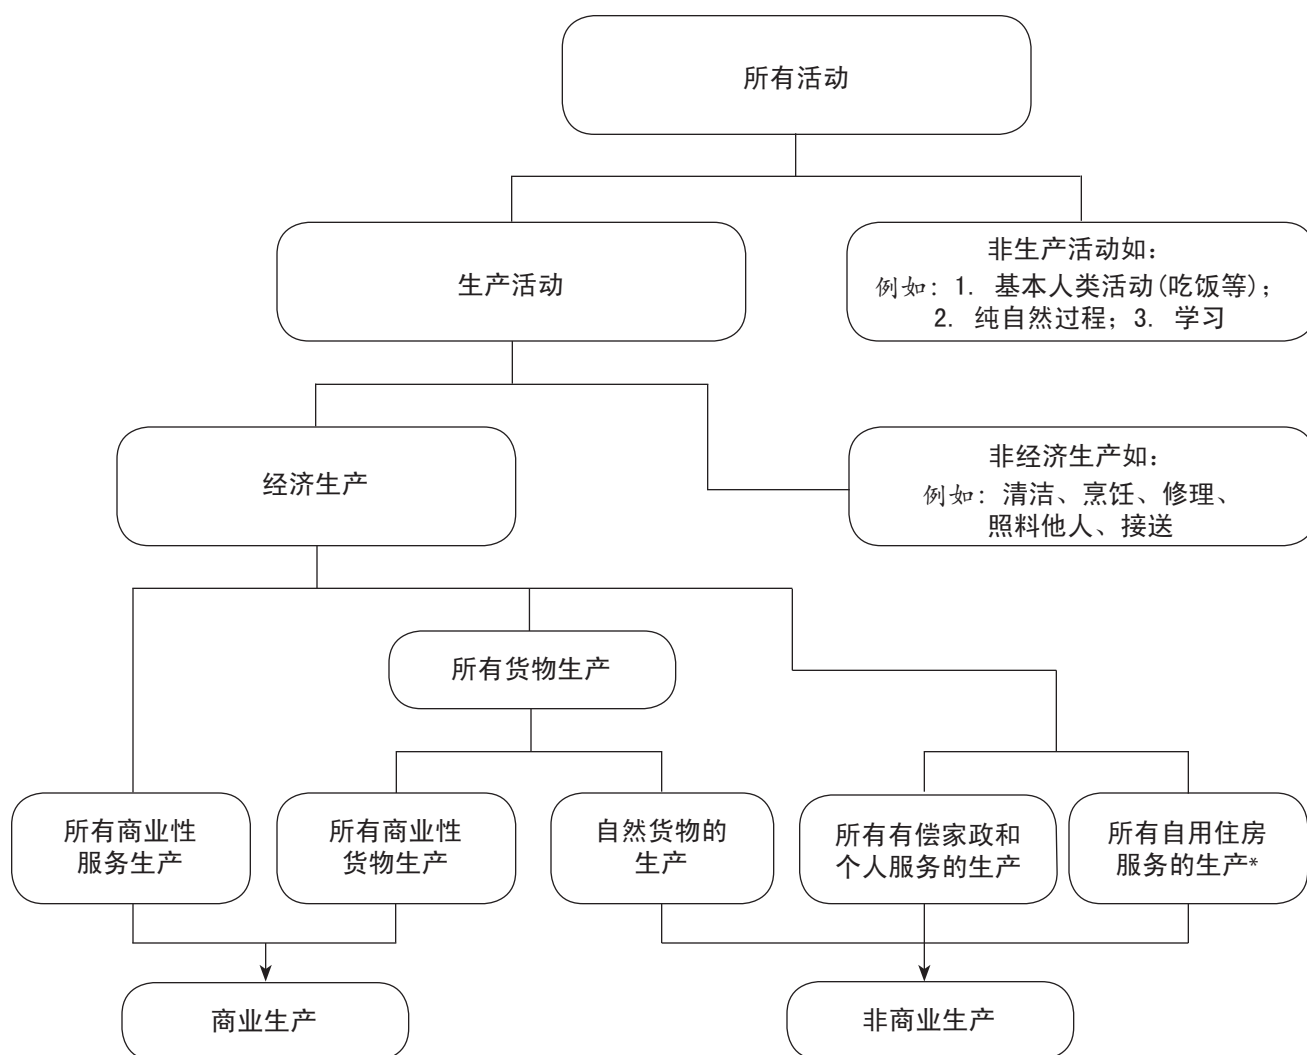 所有活动
生产活动
非生产活动如：
例如：1. 基本人类活动(吃饭等)；
2. 纯自然过程；3. 学习
经济生产
非经济生产如：
例如：清洁、烹饪、修理、
照料他人、接送
所有货物生产
所有商业性
服务生产
所有商业性
货物生产
自然货物的
生产
所有有偿家政和
个人服务的生产
所有自用住房
服务的生产*
商业生产
非商业生产